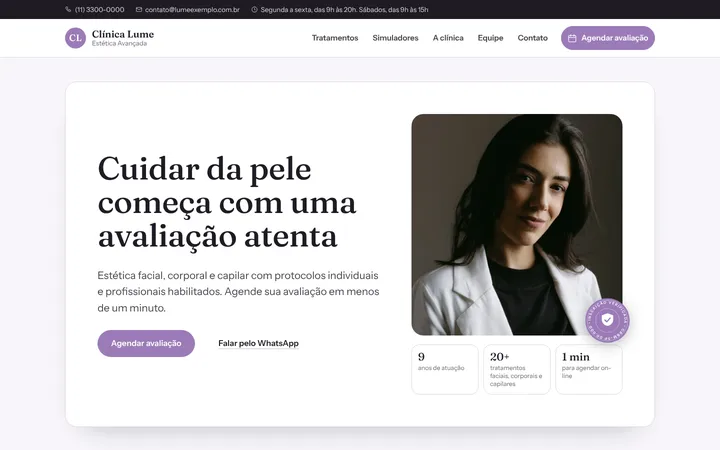 (11) 3300-0000 contato@lumeexemplo.com.br Segunda a sexta, das 9h às 20h. Sábados, das 9h às 15h
CL Clínica Lume
Estética Avançada
Tratamentos Simuladores A clínica Equipe Contato Agendar avaliação
Cuidar da pele
começa com uma
avaliação atenta
Estética facial, corporal e capilar com protocolos individuais
e profissionais habilitados. Agende sua avaliação em menos
de um minuto.
Agendar avaliação Falar pelo WhatsApp
9
anos de atuação
20+
tratamentos
faciais, corporais e
capilares
1 min
para agendar on-
line